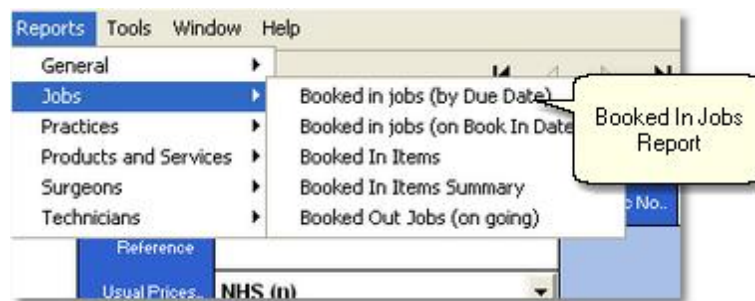 Reports Tools Window Help
General
Jobs
Practices
Products and Services
Surgeons
Technicians
Booked in jobs (by Due Date)
Booked in jobs (on Book In Date
Booked In Items
Booked In Items Summary
Booked Out Jobs (on going)
Booked In Jobs
Report
No..
Reference
Usual Prices.. NHS (n)